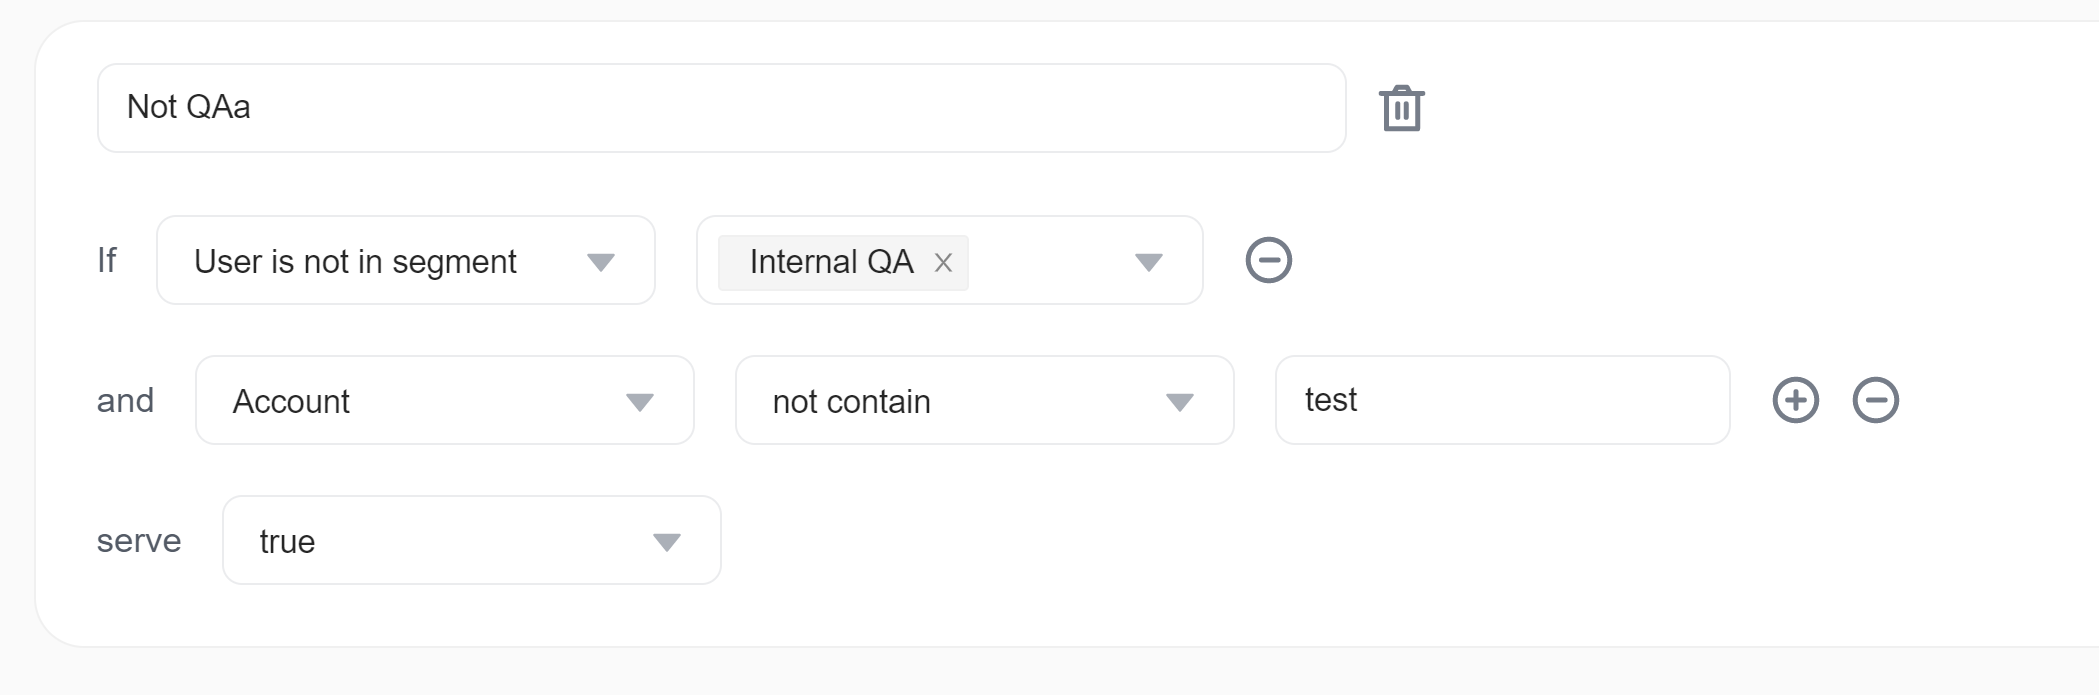 Not QAa
If User is not in segment Internal QA X
and Account not contain test
serve true